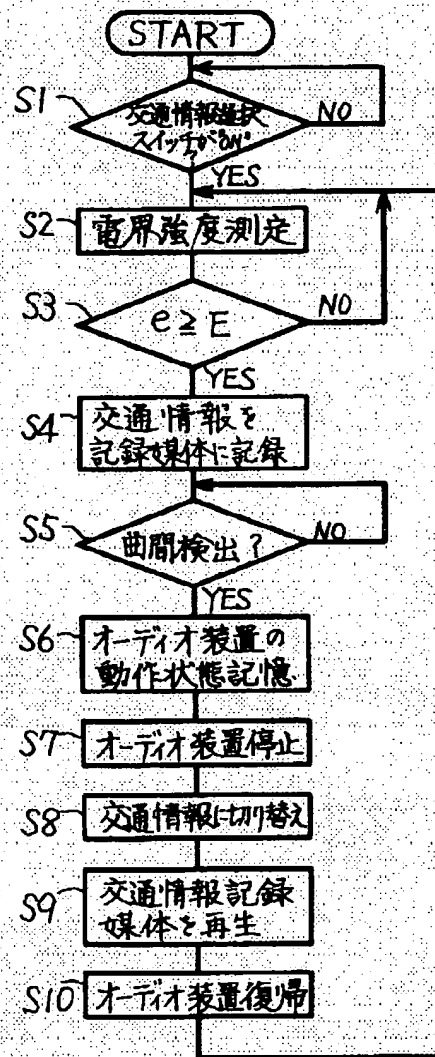 START
S1
交通情報選択
スイッチが"ON"
?
NO
YES
S2
電界強度測定
S3
e≧E
NO
YES
S4
交通情報を
記録媒体に記録
S5
曲間検出?
NO
YES
S6
オーディオ装置の
動作状態記憶
S7
オーディオ装置停止
S8
交通情報に切り替え
S9
交通情報記録
媒体を再生
S10
オーディオ装置復帰